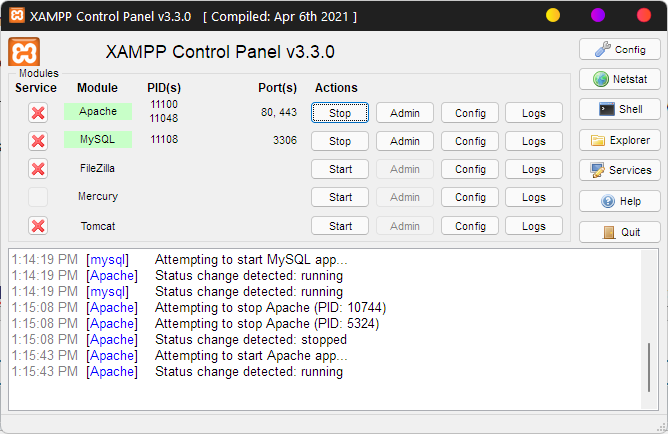 XAMPP Control Panel v3.3.0 [ Compiled: Apr 6th 2021 ]
XAMPP Control Panel v3.3.0
Config
Modules
Service Module PID(s) Port(s) Actions
Netstat
Apache 11100 11048 80, 443 Stop Admin Config Logs
Shell
MySQL 11108 3306 Stop Admin Config Logs
Explorer
FileZilla Start Admin Config Logs
Services
Mercury Start Admin Config Logs
Help
Tomcat Start Admin Config Logs
Quit
1:14:19 PM [mysql] Attempting to start MySQL app...
1:14:19 PM [Apache] Status change detected: running
1:14:19 PM [mysql] Status change detected: running
1:15:08 PM [Apache] Attempting to stop Apache (PID: 10744)
1:15:08 PM [Apache] Attempting to stop Apache (PID: 5324)
1:15:08 PM [Apache] Status change detected: stopped
1:15:43 PM [Apache] Attempting to start Apache app...
1:15:43 PM [Apache] Status change detected: running